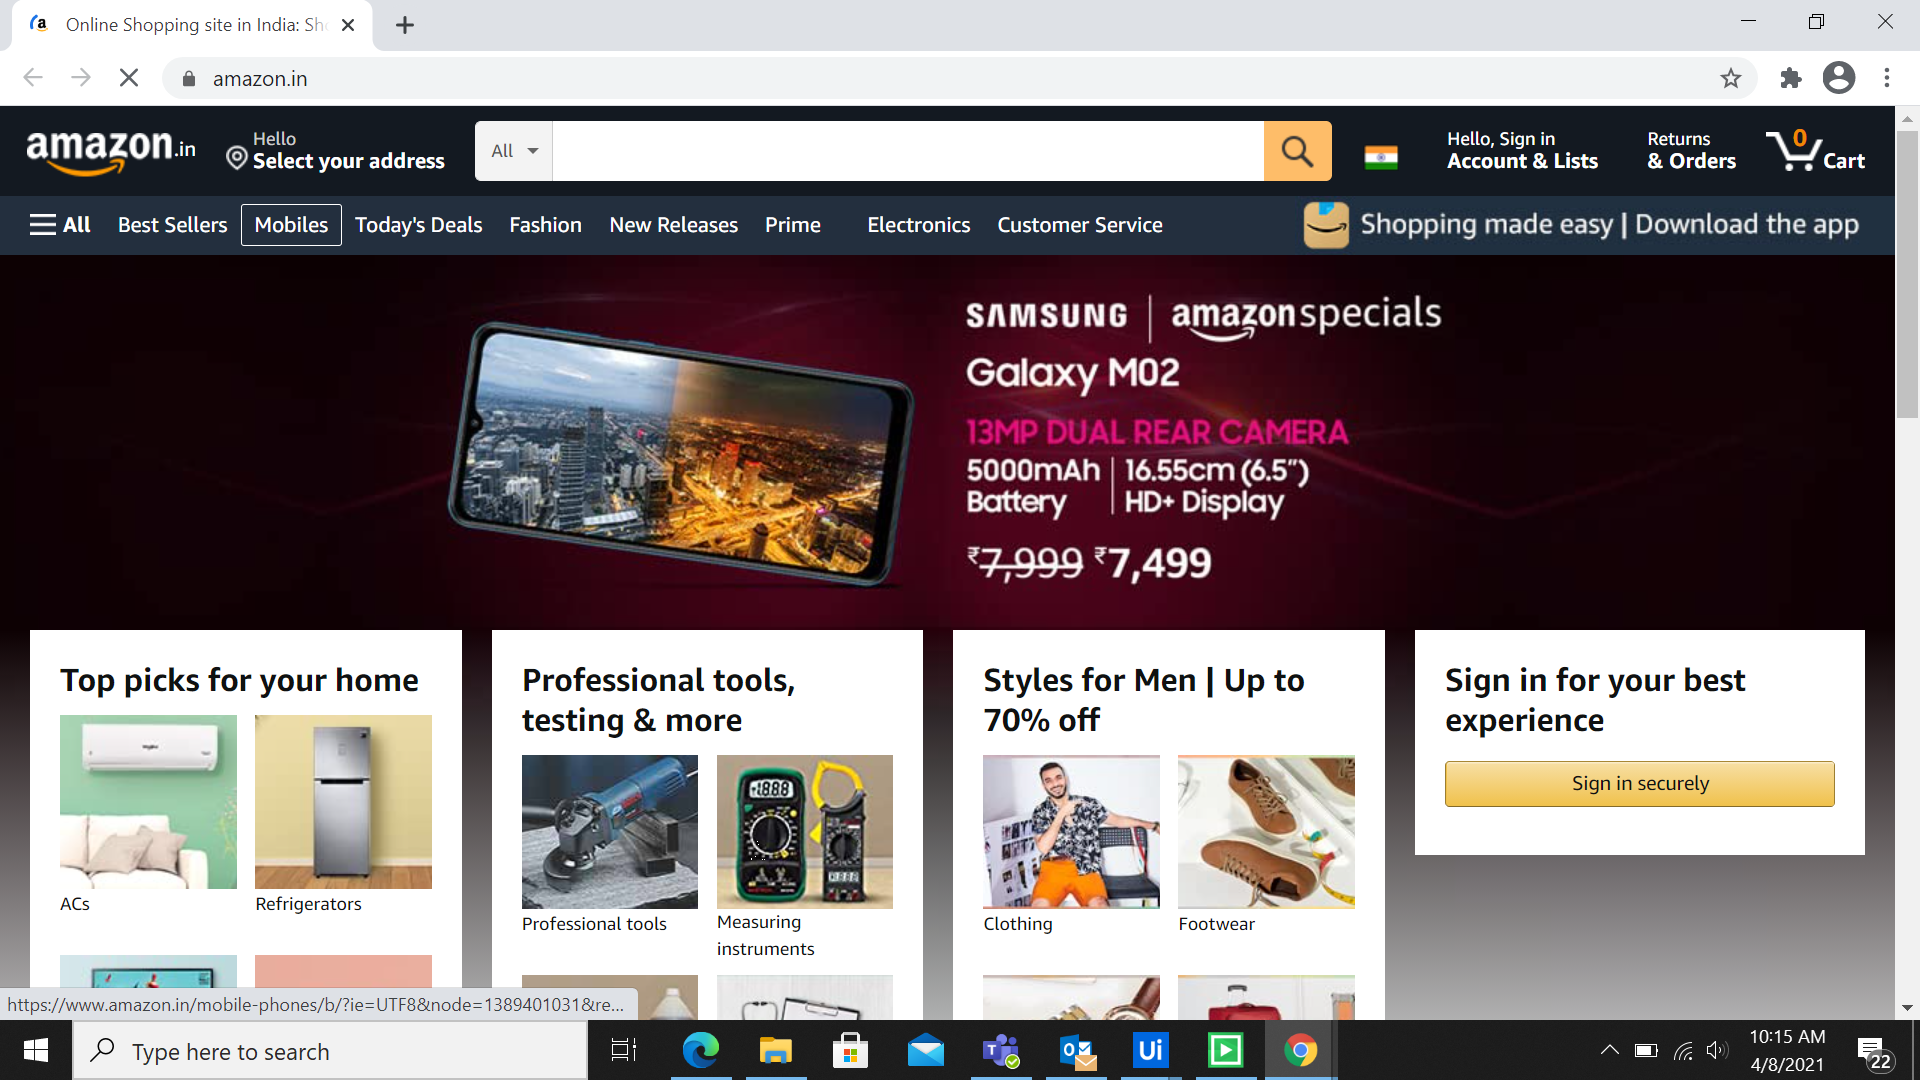 Online Shopping site in India: Sh
amazon.in
amazon.in
Hello
Select your address
All
Hello, Sign in
Account & Lists
Returns
& Orders
0
Cart
All
Best Sellers
Mobiles
Today's Deals
Fashion
New Releases
Prime
Electronics
Customer Service
Shopping made easy | Download the app
SAMSUNG | amazon specials
Galaxy M02
13MP DUAL REAR CAMERA
5000mAh
Battery
16.55cm (6.5")
HD+ Display
₹7,999 ₹7,499
Top picks for your home
ACs
Refrigerators
Professional tools,
testing & more
Professional tools
Measuring
instruments
Styles for Men | Up to
70% off
Clothing
Footwear
Sign in for your best
experience
Sign in securely
https://www.amazon.in/mobile-phones/b/?ie=UTF8&node=1389401031&re...
Type here to search
Ui
10:15 AM
4/8/2021
22